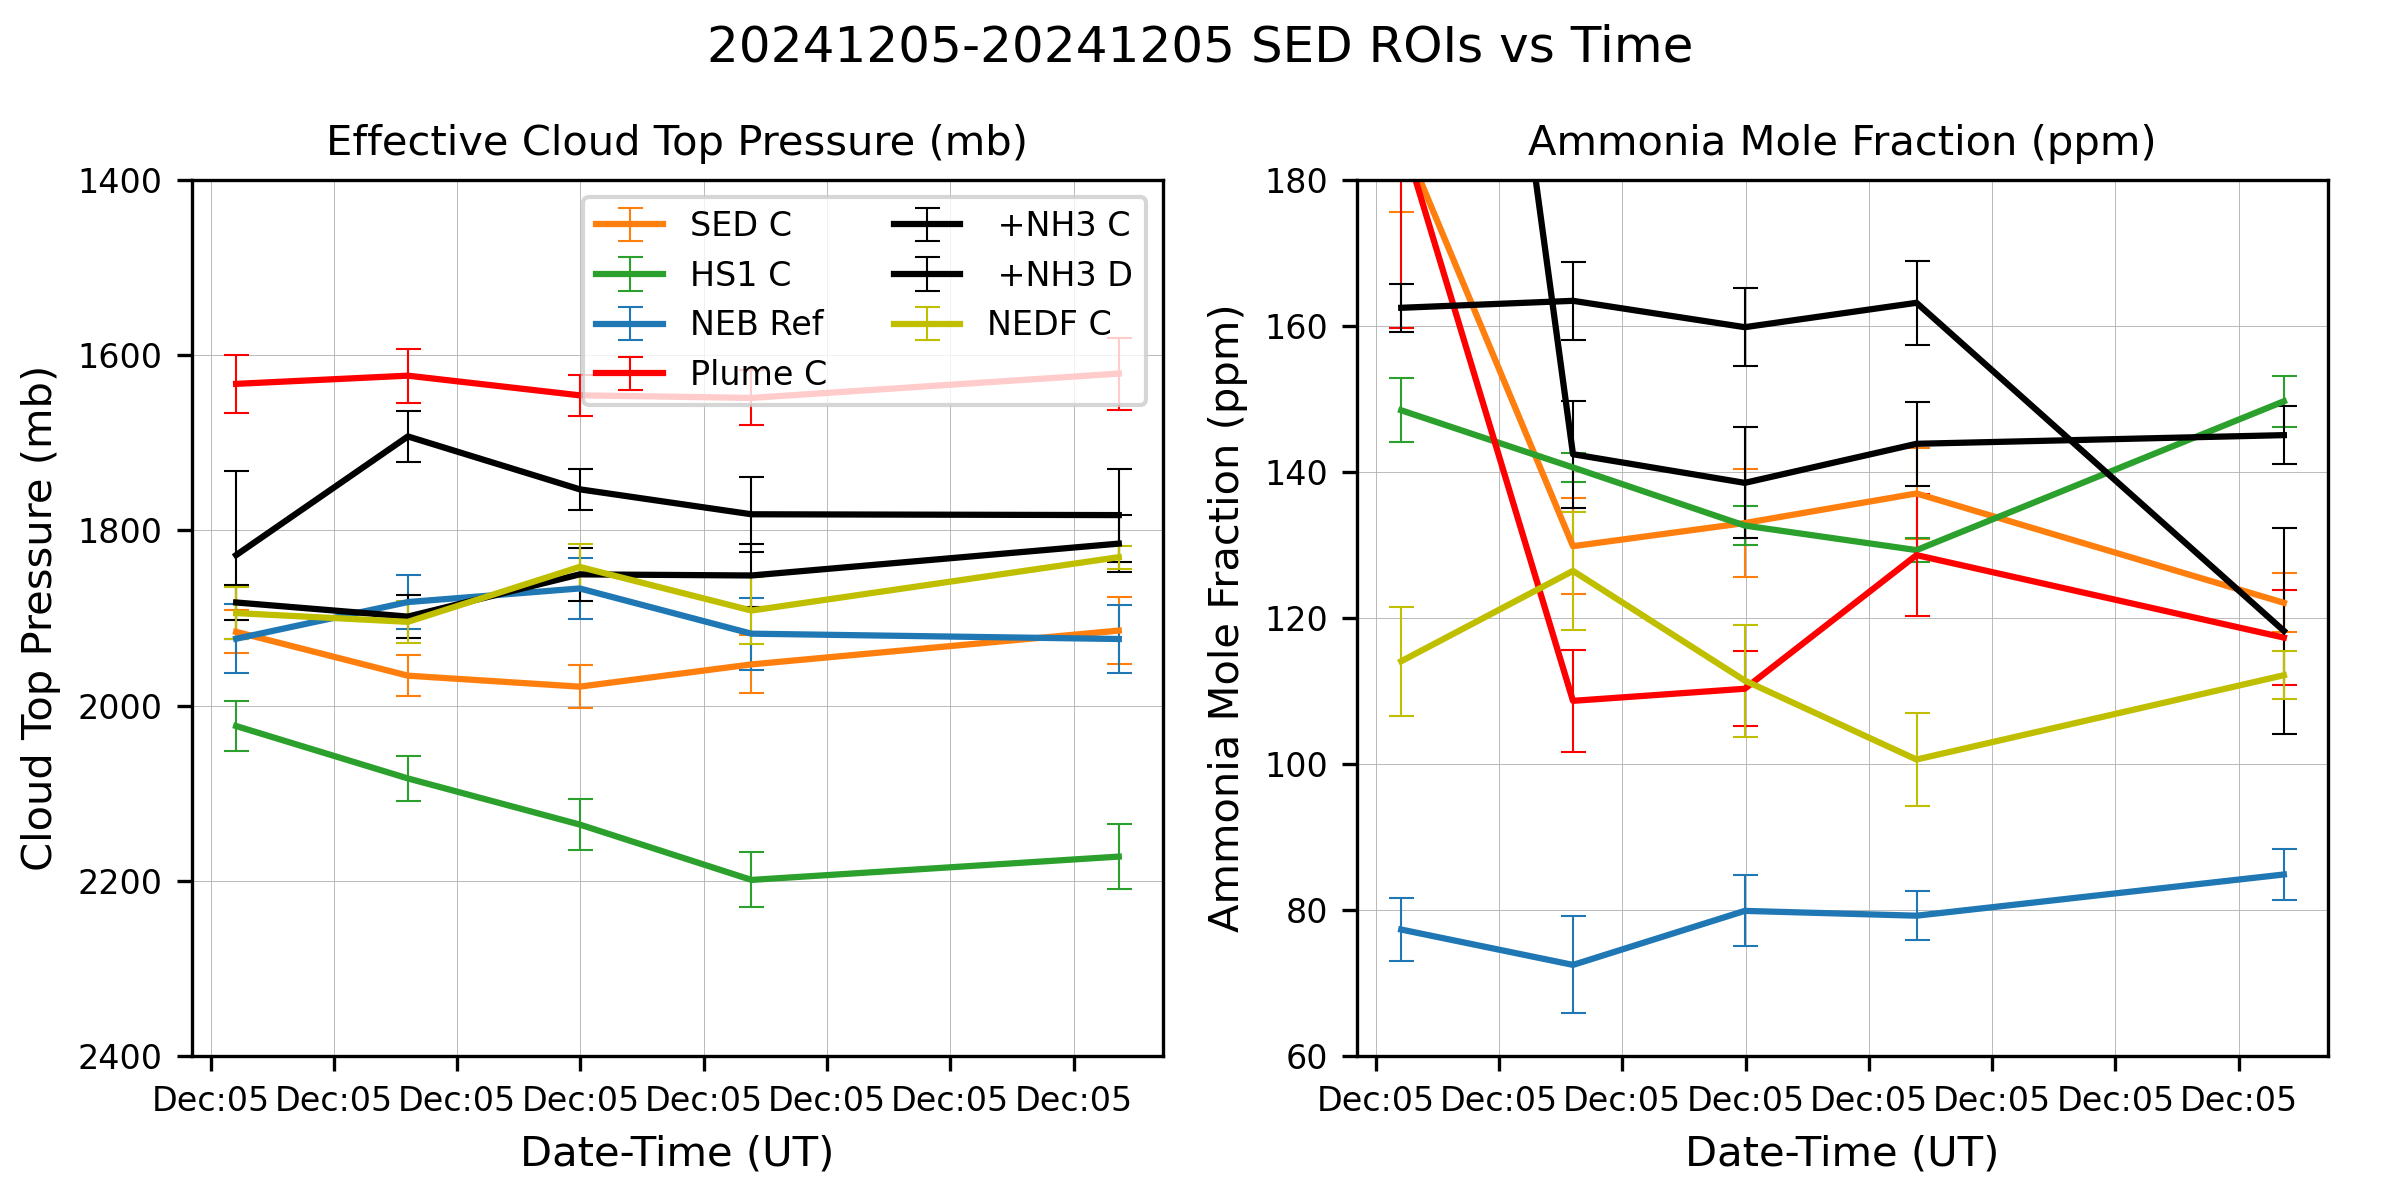 20241205-20241205 SED ROIs vs Time
Effective Cloud Top Pressure (mb)
Cloud Top Pressure (mb)
1400
1600
1800
2000
2200
2400
SED C
HS1 C
NEB Ref
Plume C
+NH3 C
+NH3 D
NEDF C
Dec:05 Dec:05 Dec:05 Dec:05 Dec:05 Dec:05 Dec:05 Dec:05
Date-Time (UT)
Ammonia Mole Fraction (ppm)
Ammonia Mole Fraction (ppm)
180
160
140
120
100
80
60
Dec:05 Dec:05 Dec:05 Dec:05 Dec:05 Dec:05 Dec:05 Dec:05
Date-Time (UT)